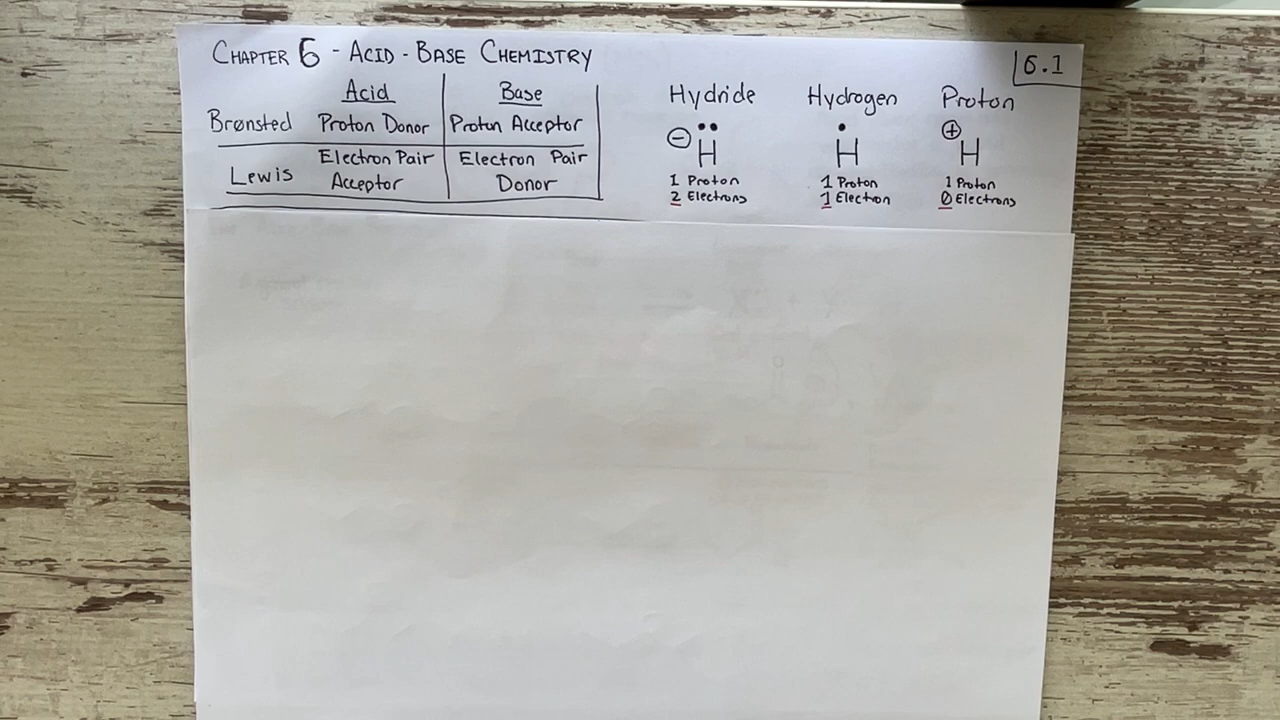 CHAPTER 6 - ACID - BASE CHEMISTRY
6.1
Acid Base
Brønsted Proton Donor Proton Acceptor
Lewis Electron Pair Acceptor Electron Pair Donor
Hydride Hydrogen Proton
⊖ ⊕
H H H
1 Proton 1 Proton 1 Proton
2 Electrons 1 Electron 0 Electrons